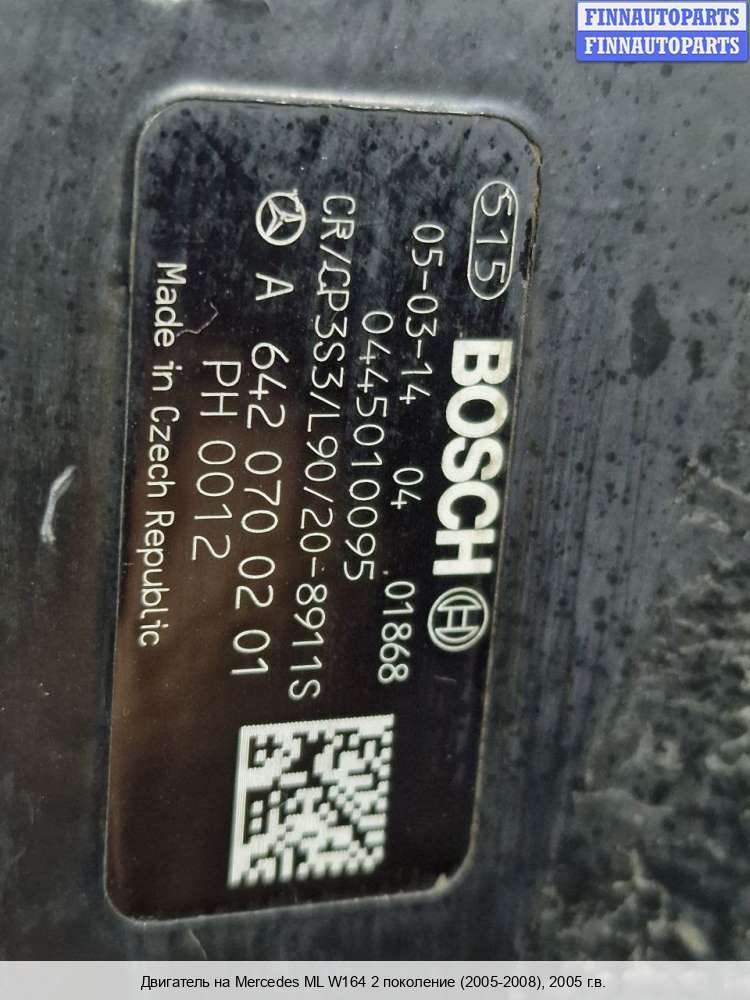 FINNAUTOPARTS
FINNAUTOPARTS
515 BOSCH
05-03-14 04 01868
0445010095
CR/CP3S3/L90/20-8911S
A 642 070 02 01
PH 0012
Made in Czech Republic
Двигатель на Mercedes ML W164 2 поколение (2005-2008), 2005 г.в.